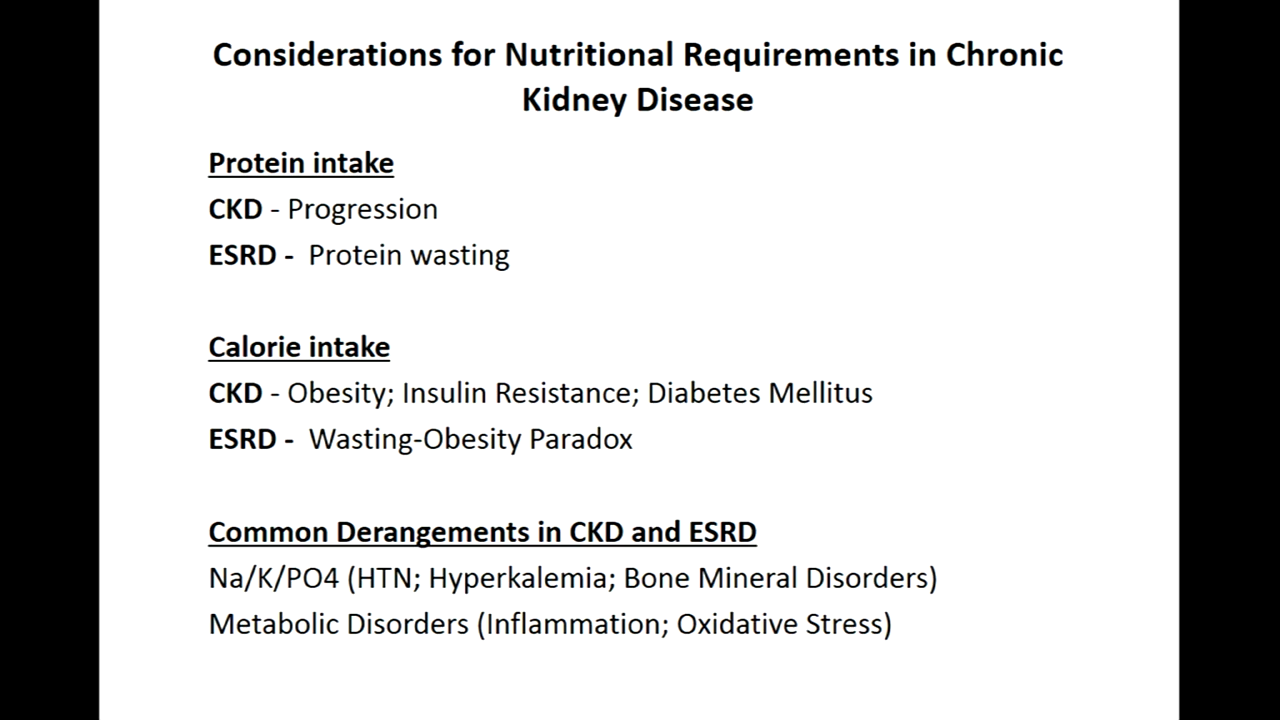 Considerations for Nutritional Requirements in Chronic
Kidney Disease
Protein intake
CKD - Progression
ESRD - Protein wasting
Calorie intake
CKD - Obesity; Insulin Resistance; Diabetes Mellitus
ESRD - Wasting-Obesity Paradox
Common Derangements in CKD and ESRD
Na/K/PO4 (HTN; Hyperkalemia; Bone Mineral Disorders)
Metabolic Disorders (Inflammation; Oxidative Stress)